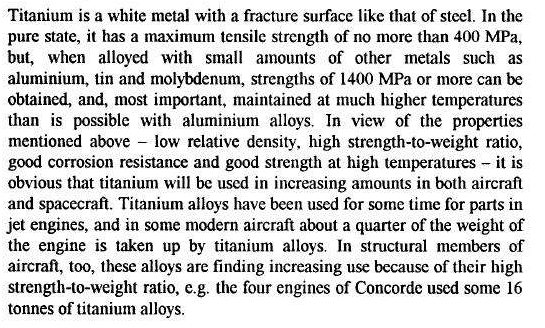 Titanium is a white metal with a fracture surface like that of steel. In the
pure state, it has a maximum tensile strength of no more than 400 MPa,
but, when alloyed with small amounts of other metals such as
aluminium, tin and molybdenum, strengths of 1400 MPa or more can be
obtained, and, most important, maintained at much higher temperatures
than is possible with aluminium alloys. In view of the properties
mentioned above – low relative density, high strength-to-weight ratio,
good corrosion resistance and good strength at high temperatures – it is
obvious that titanium will be used in increasing amounts in both aircraft
and spacecraft. Titanium alloys have been used for some time for parts in
jet engines, and in some modern aircraft about a quarter of the weight of
the engine is taken up by titanium alloys. In structural members of
aircraft, too, these alloys are finding increasing use because of their high
strength-to-weight ratio, e.g. the four engines of Concorde used some 16
tonnes of titanium alloys.